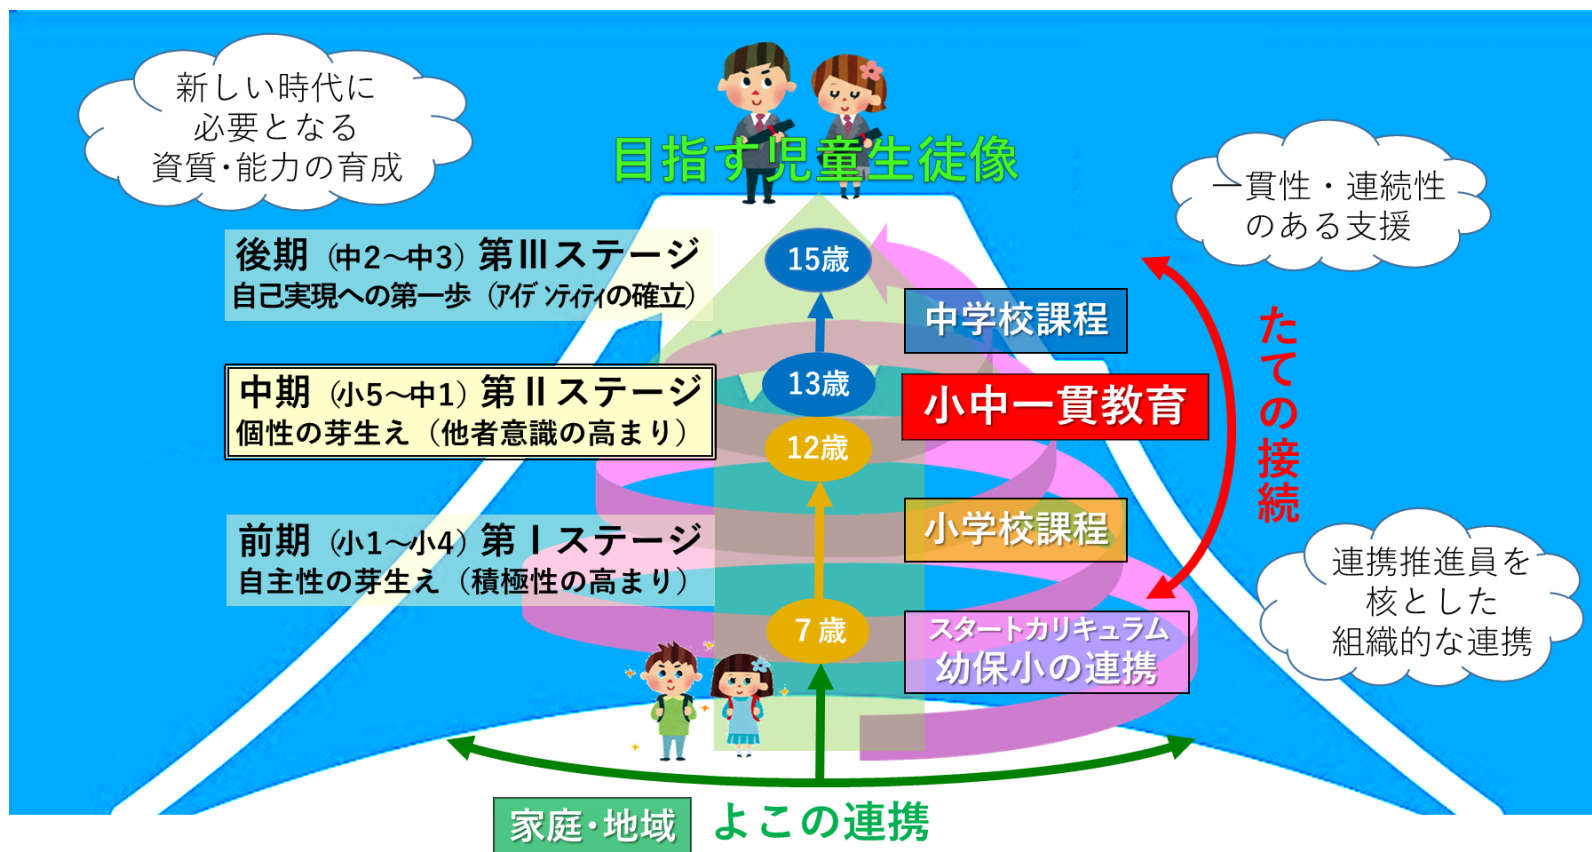 新しい時代に
必要となる
資質・能力の育成
目指す児童生徒像
一貫性・連続性
のある支援
後期（中2～中3）第Ⅲステージ
自己実現への第一歩（アイデンティティの確立）
15歳
中学校課程
中期（小5～中1）第Ⅱステージ
個性の芽生え（他者意識の高まり）
13歳
小中一貫教育
12歳
たての接続
前期（小1～小4）第Ⅰステージ
自主性の芽生え（積極性の高まり）
小学校課程
7歳
スタートカリキュラム
幼保小の連携
連携推進員を
核とした
組織的な連携
家庭・地域
よこの連携